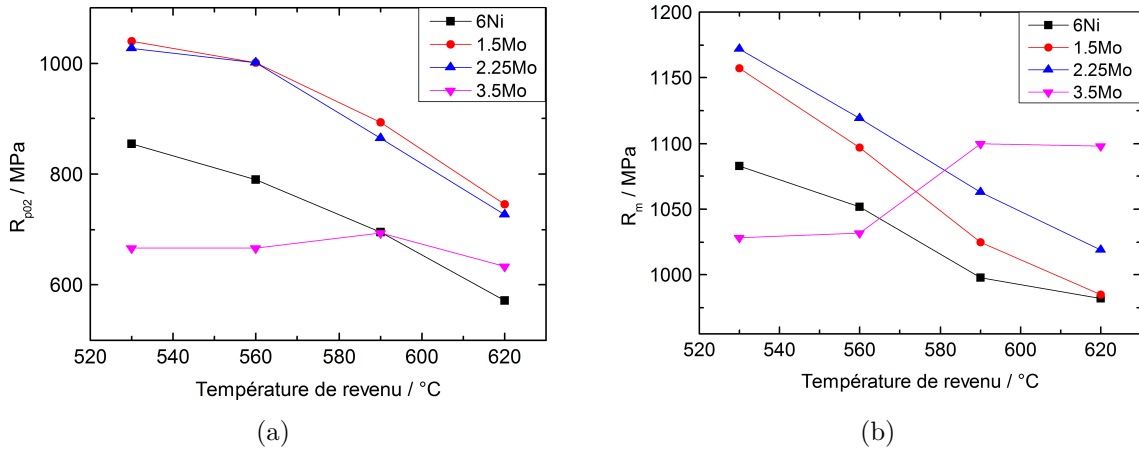 1000
800
600
R_p02 / MPa
520 540 560 580 600 620
Température de revenu / °C
6Ni
1.5Mo
2.25Mo
3.5Mo
(a)
1200
1150
1100
1050
1000
R_m / MPa
520 540 560 580 600 620
Température de revenu / °C
6Ni
1.5Mo
2.25Mo
3.5Mo
(b)